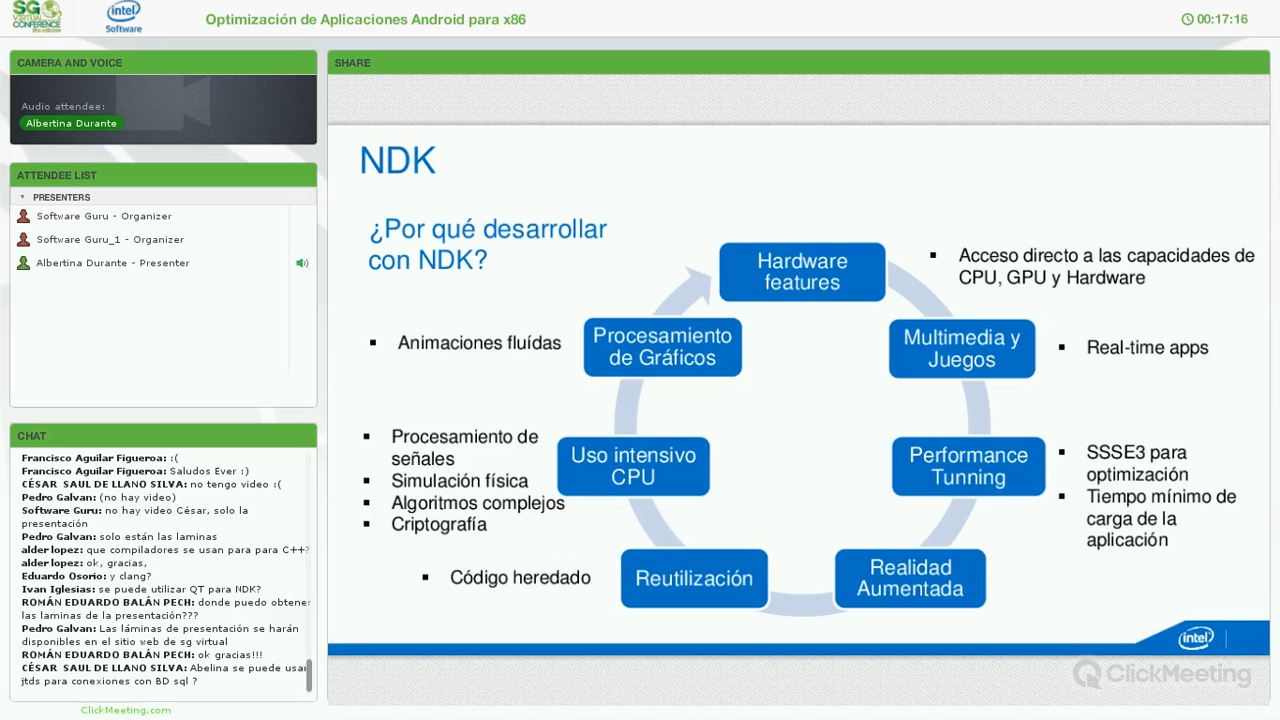 SG
VIRTUAL
CONFERENCE
intel
Software
Optimización de Aplicaciones Android para x86
00:17:16
CAMERA AND VOICE
Audio attendee:
Albertina Durante
ATTENDEE LIST
PRESENTERS
Software Guru - Organizer
Software Guru_1 - Organizer
Albertina Durante - Presenter
CHAT
Francisco Aguilar Figueroa: :(
Francisco Aguilar Figueroa: Saludos Ever :)
CÉSAR SAUL DE LLANO SILVA: no tengo video :(
Pedro Galvan: (no hay video)
Software Guru: no hay video César, solo la
presentación
Pedro Galvan: solo están las laminas
alder lopez: que compiladores se usan para para C++?
alder lopez: ok, gracias,
Eduardo Osorio: y clang?
Ivan Iglesias: se puede utilizar QT para NDK?
ROMÁN EDUARDO BALÁN PECH: donde puedo obtener
las laminas de la presentación???
Pedro Galvan: Las láminas de presentación se harán
disponibles en el sitio web de sg virtual
ROMÁN EDUARDO BALÁN PECH: ok gracias!!!
CÉSAR SAUL DE LLANO SILVA: Abelina se puede usar
jtds para conexiones con BD sql ?
ClickMeeting.com
SHARE
NDK
¿Por qué desarrollar
con NDK?
Hardware
features
▪ Acceso directo a las capacidades de
CPU, GPU y Hardware
Multimedia y
Juegos
▪ Real-time apps
Performance
Tunning
▪ SSSE3 para
optimización
▪ Tiempo mínimo de
carga de la
aplicación
Realidad
Aumentada
Reutilización
▪ Código heredado
Uso intensivo
CPU
▪ Procesamiento de
señales
▪ Simulación física
▪ Algoritmos complejos
▪ Criptografía
Procesamiento
de Gráficos
▪ Animaciones fluídas
intel
ClickMeeting